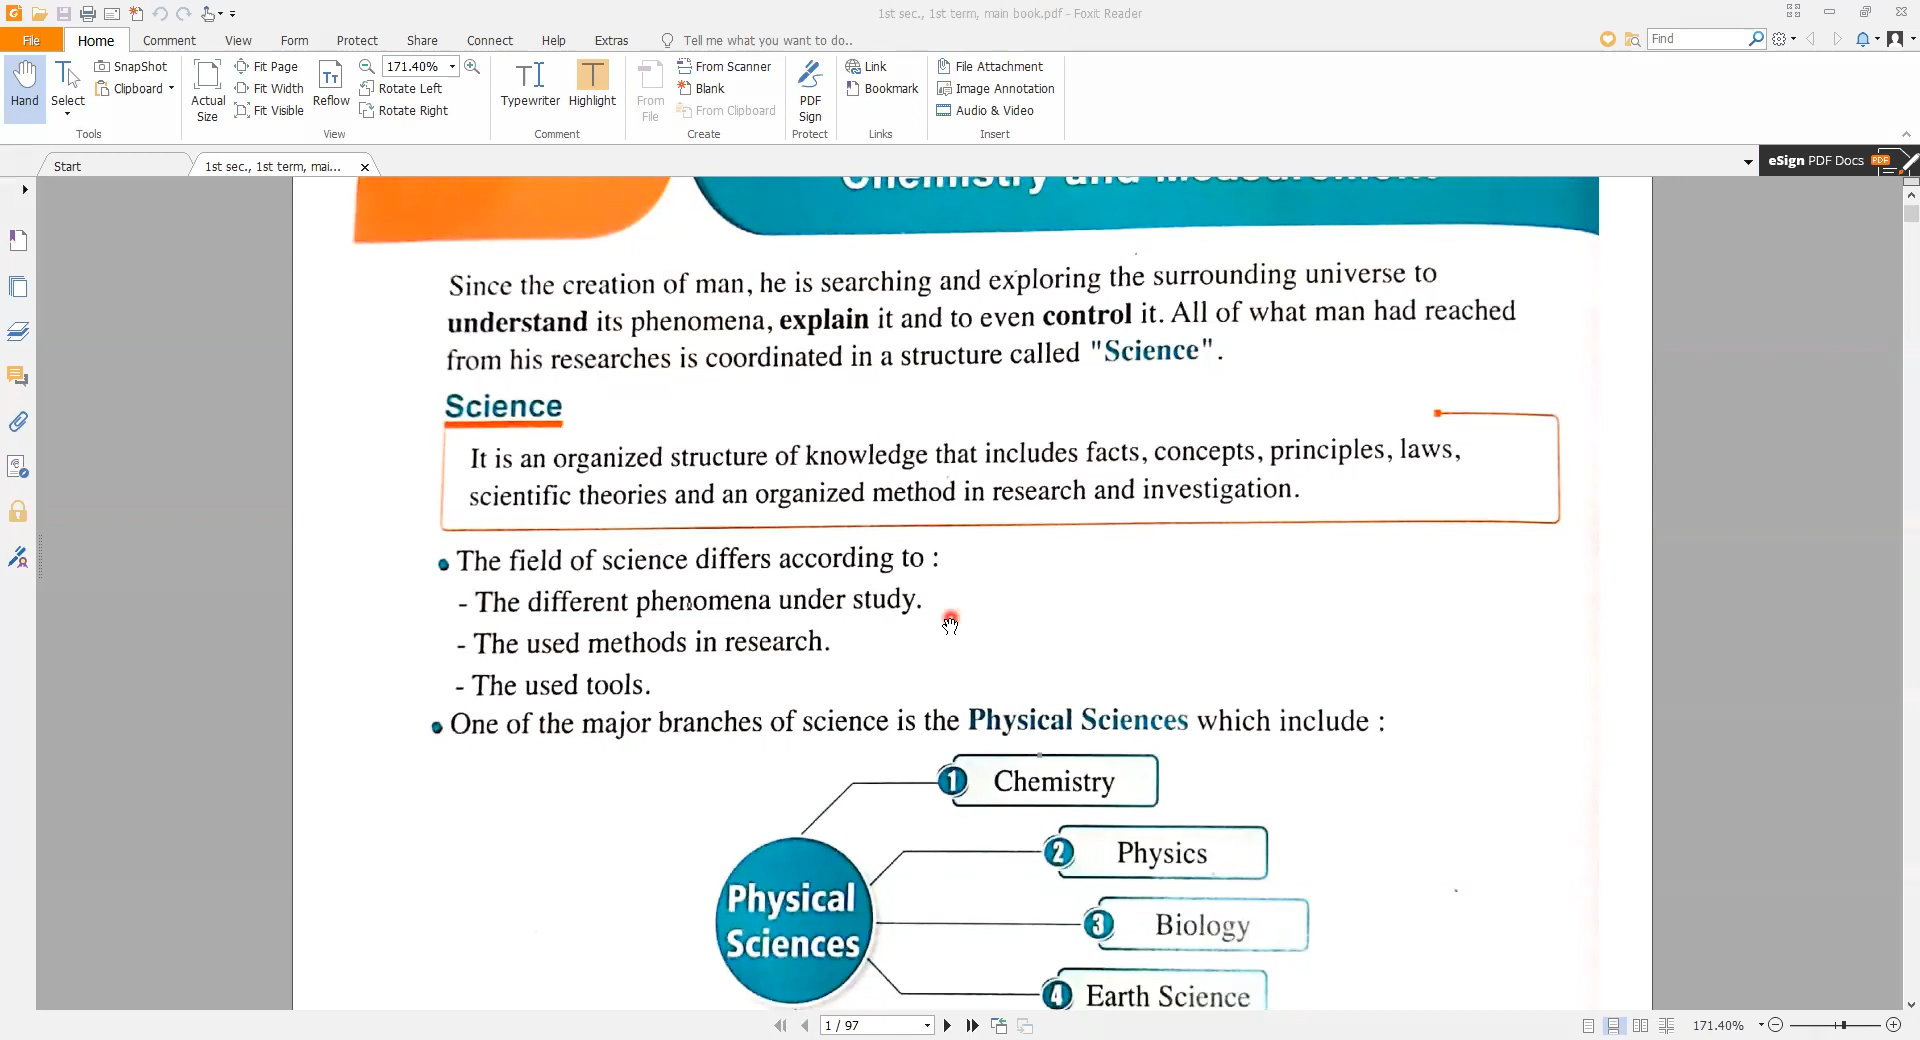 1st sec., 1st term, main book.pdf - Foxit Reader
File Home Comment View Form Protect Share Connect Help Extras Tell me what you want to do.. Find
Hand
Select
SnapShot
Clipboard
Tools
Actual Size
Fit Page
Fit Width
Fit Visible
Reflow
171.40%
Rotate Left
Rotate Right
View
Typewriter
Highlight
Comment
From File
From Scanner
Blank
From Clipboard
Create
PDF Sign
Protect
Link
Bookmark
Links
File Attachment
Image Annotation
Audio & Video
Insert
Start
1st sec., 1st term, mai...
eSign PDF Docs PDF
Chemistry and Measurement
Since the creation of man, he is searching and exploring the surrounding universe to
understand its phenomena, explain it and to even control it. All of what man had reached
from his researches is coordinated in a structure called "Science".
Science
It is an organized structure of knowledge that includes facts, concepts, principles, laws,
scientific theories and an organized method in research and investigation.
• The field of science differs according to :
- The different phenomena under study.
- The used methods in research.
- The used tools.
• One of the major branches of science is the Physical Sciences which include :
1 Chemistry
2 Physics
Physical
Sciences
3 Biology
4 Earth Science
1 / 97
171.40%